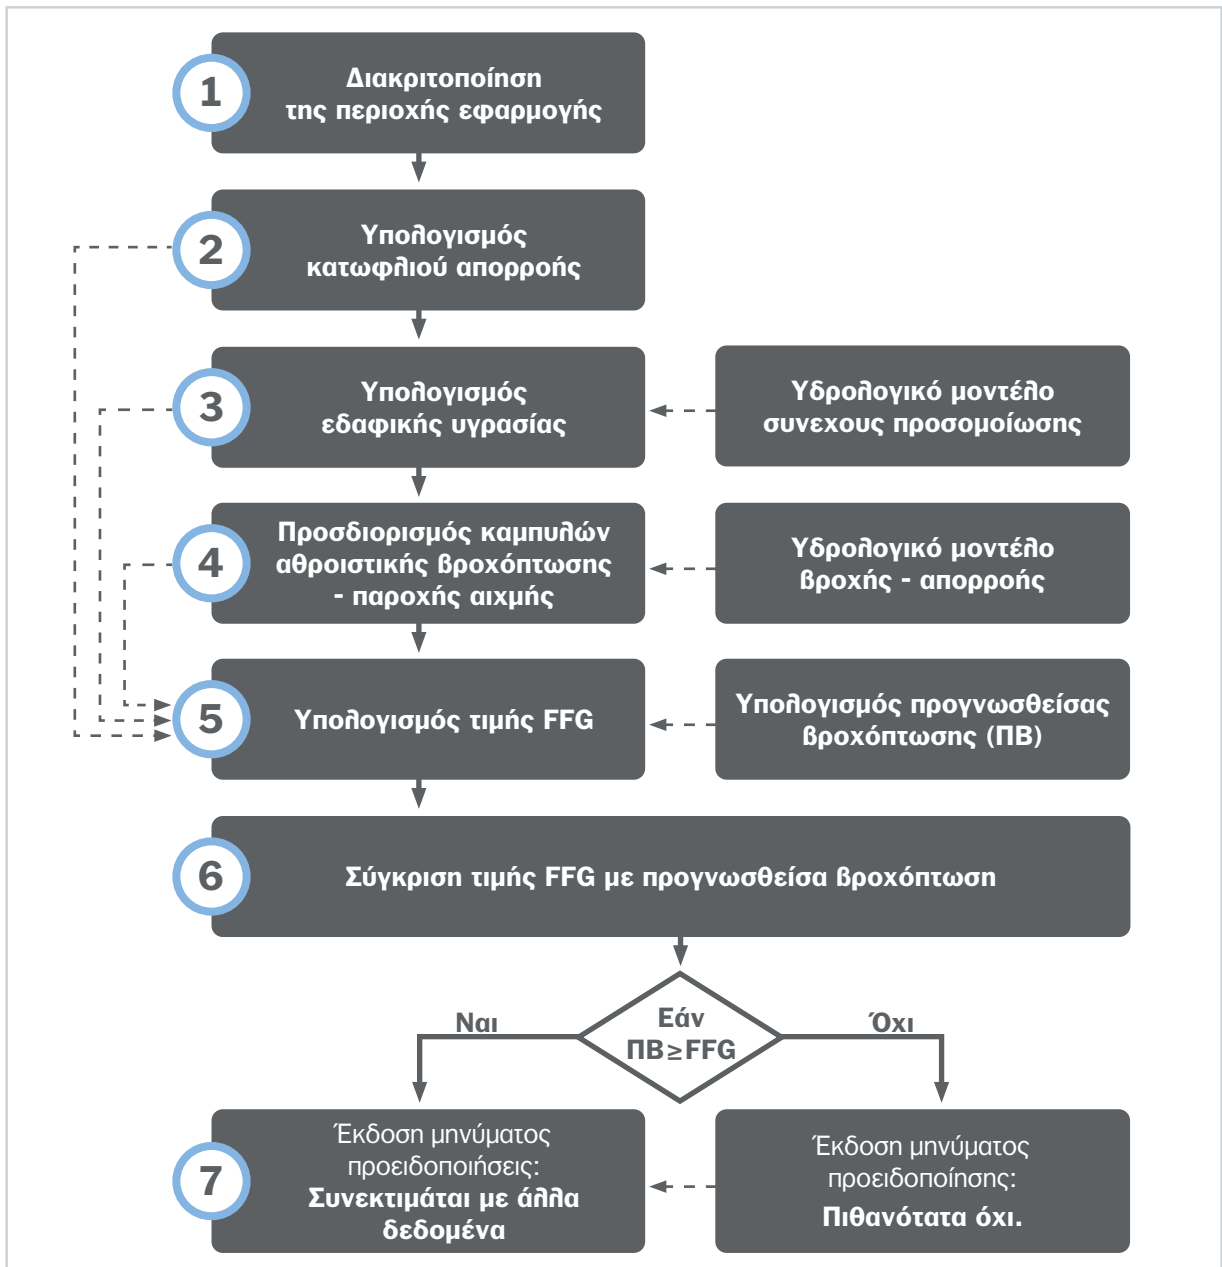 1
Διακριτοποίηση
της περιοχής εφαρμογής
2
Υπολογισμός
κατωφλιού απορροής
3
Υπολογισμός
εδαφικής υγρασίας
Υδρολογικό μοντέλο
συνεχους προσομοίωσης
4
Προσδιορισμός καμπυλών
αθροιστικής βροχόπτωσης
- παροχής αιχμής
Υδρολογικό μοντέλο
βροχής - απορροής
5
Υπολογισμός τιμής FFG
Υπολογισμός προγνωσθείσας
βροχόπτωσης (ΠΒ)
6
Σύγκριση τιμής FFG με προγνωσθείσα βροχόπτωση
Εάν
ΠΒ≥FFG
Ναι
Όχι
7
Έκδοση μηνύματος
προειδοποιήσεις:
Συνεκτιμάται με άλλα
δεδομένα
Έκδοση μηνύματος
προειδοποίησης:
Πιθανότατα όχι.